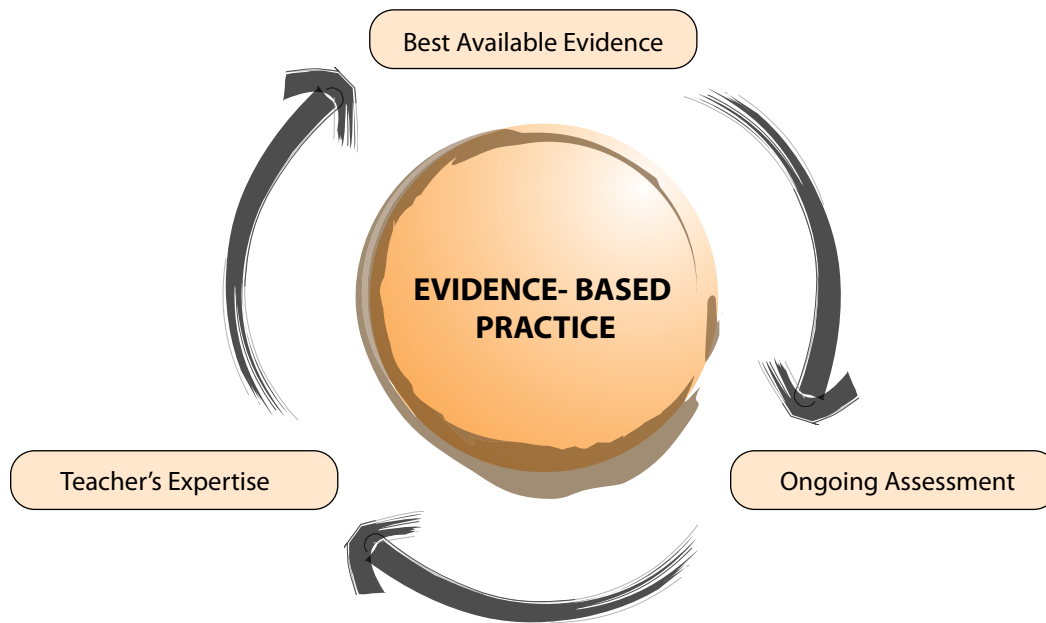 Best Available Evidence
EVIDENCE- BASED
PRACTICE
Teacher’s Expertise
Ongoing Assessment